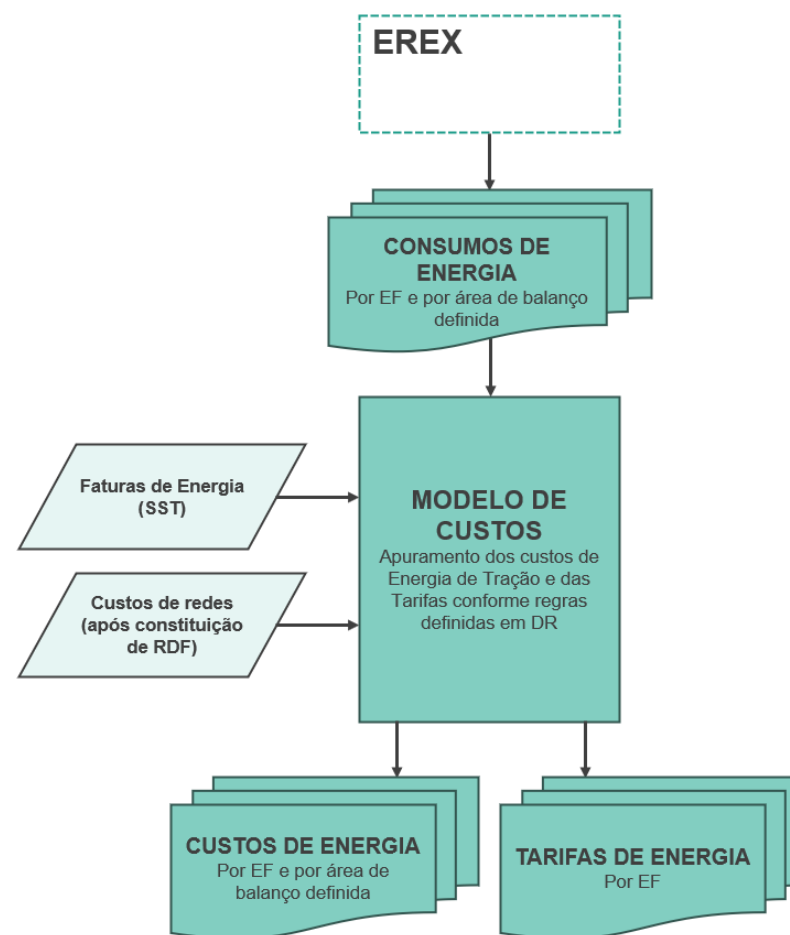 EREX
CONSUMOS DE
ENERGIA
Por EF e por área de balanço
definida
Faturas de Energia
(SST)
Custos de redes
(após constituição
de RDF)
MODELO DE
CUSTOS
Apuramento dos custos de
Energia de Tração e das
Tarifas conforme regras
definidas em DR
CUSTOS DE ENERGIA
Por EF e por área de
balanço definida
TARIFAS DE ENERGIA
Por EF